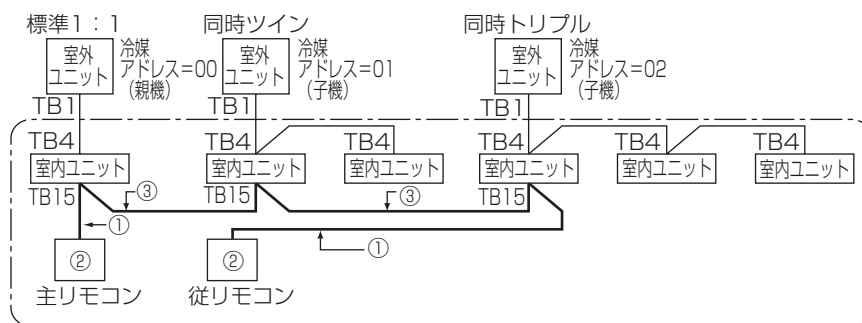 標準1：1
同時ツイン
同時トリプル
室外
ユニット
冷媒
アドレス=00
(親機)
室外
ユニット
冷媒
アドレス=01
(子機)
室外
ユニット
冷媒
アドレス=02
(子機)
TB1
TB1
TB1
TB4
TB4
TB4
TB4
TB4
TB4
室内ユニット
室内ユニット
室内ユニット
室内ユニット
室内ユニット
室内ユニット
TB15
TB15
TB15
③
③
①
①
②
②
主リモコン
従リモコン